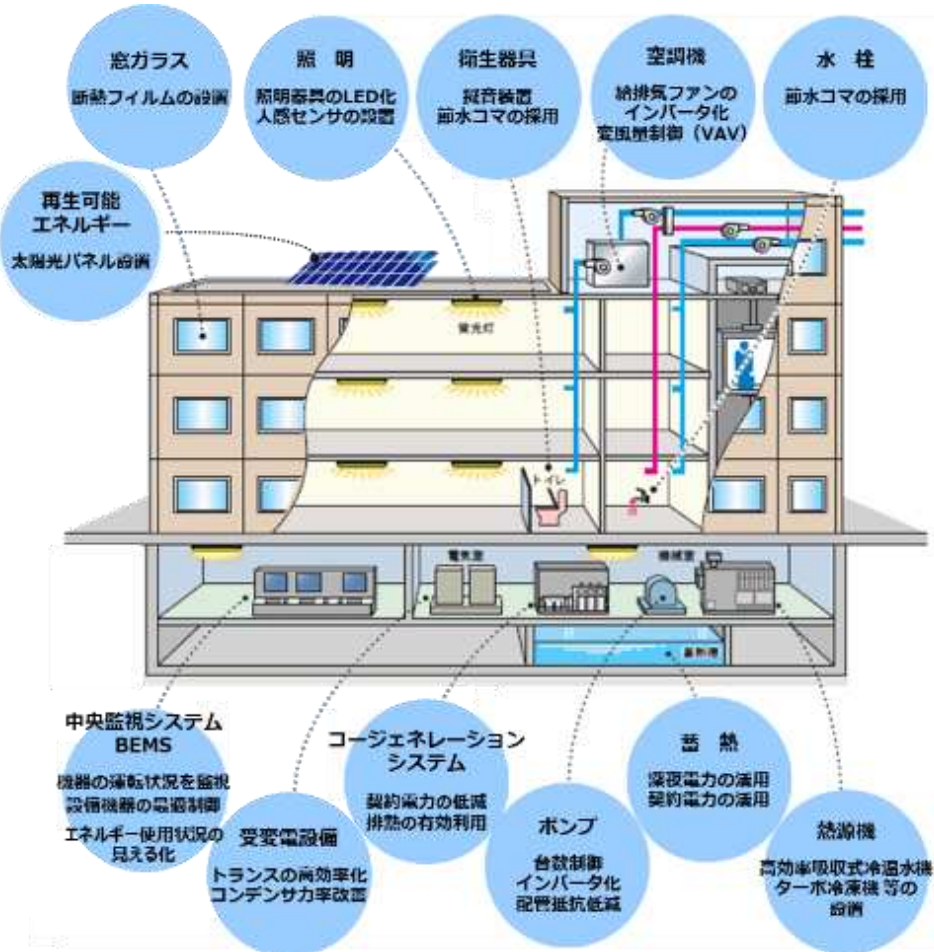 窓ガラス
断熱フィルムの設置
照 明
照明器具のLED化
人感センサの設置
衛生器具
擬音装置
節水コマの採用
空調機
給排気ファンの
インバータ化
変風量制御（VAV）
水 栓
節水コマの採用
再生可能
エネルギー
太陽光パネル設置
蛍光灯
トイレ
電気室
機械室
蓄熱槽
中央監視システム
BEMS
機器の運転状況を監視
設備機器の最適制御
エネルギー使用状況の
見える化
受変電設備
トランスの高効率化
コンデンサ力率改善
コージェネレーション
システム
契約電力の低減
排熱の有効利用
ポンプ
台数制御
インバータ化
配管抵抗低減
蓄 熱
深夜電力の活用
契約電力の活用
熱源機
高効率吸収式冷温水機
ターボ冷凍機 等の
設置